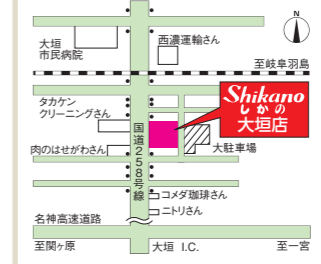 N
大垣
市民病院
西濃運輸さん
至岐阜羽島
Shikano
しかの
大垣店
タカケン
クリーニングさん
国道258号線
肉のはせがわさん
大駐車場
コメダ珈琲さん
ニトリさん
名神高速道路
至関ヶ原
大垣 I.C.
至一宮